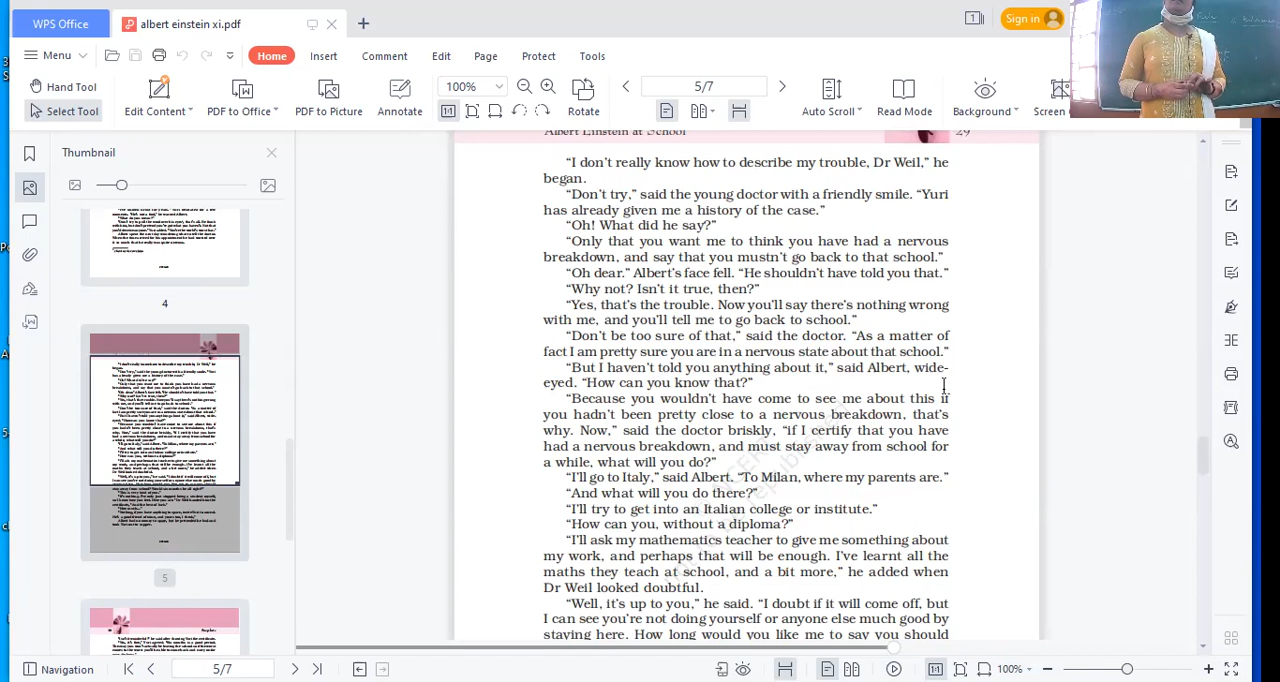 WPS Office
albert einstein xi.pdf
Sign in
Menu
Home
Insert
Comment
Edit
Page
Protect
Tools
Hand Tool
Select Tool
Edit Content
PDF to Office
PDF to Picture
Annotate
100%
5/7
Rotate
Auto Scroll
Read Mode
Background
Screen
Thumbnail
4
5
Albert Einstein at School 29
“I don’t really know how to describe my trouble, Dr Weil,” he
began.
“Don’t try,” said the young doctor with a friendly smile. “Yuri
has already given me a history of the case.”
“Oh! What did he say?”
“Only that you want me to think you have had a nervous
breakdown, and say that you mustn’t go back to that school.”
“Oh dear.” Albert’s face fell. “He shouldn’t have told you that.”
“Why not? Isn’t it true, then?”
“Yes, that’s the trouble. Now you’ll say there’s nothing wrong
with me, and you’ll tell me to go back to school.”
“Don’t be too sure of that,” said the doctor. “As a matter of
fact I am pretty sure you are in a nervous state about that school.”
“But I haven’t told you anything about it,” said Albert, wide-
eyed. “How can you know that?”
“Because you wouldn’t have come to see me about this if
you hadn’t been pretty close to a nervous breakdown, that’s
why. Now,” said the doctor briskly, “if I certify that you have
had a nervous breakdown, and must stay away from school for
a while, what will you do?”
“I’ll go to Italy,” said Albert. “To Milan, where my parents are.”
“And what will you do there?”
“I’ll try to get into an Italian college or institute.”
“How can you, without a diploma?”
“I’ll ask my mathematics teacher to give me something about
my work, and perhaps that will be enough. I’ve learnt all the
maths they teach at school, and a bit more,” he added when
Dr Weil looked doubtful.
“Well, it’s up to you,” he said. “I doubt if it will come off, but
I can see you’re not doing yourself or anyone else much good by
staying here. How long would you like me to say you should
Navigation
5/7
100%